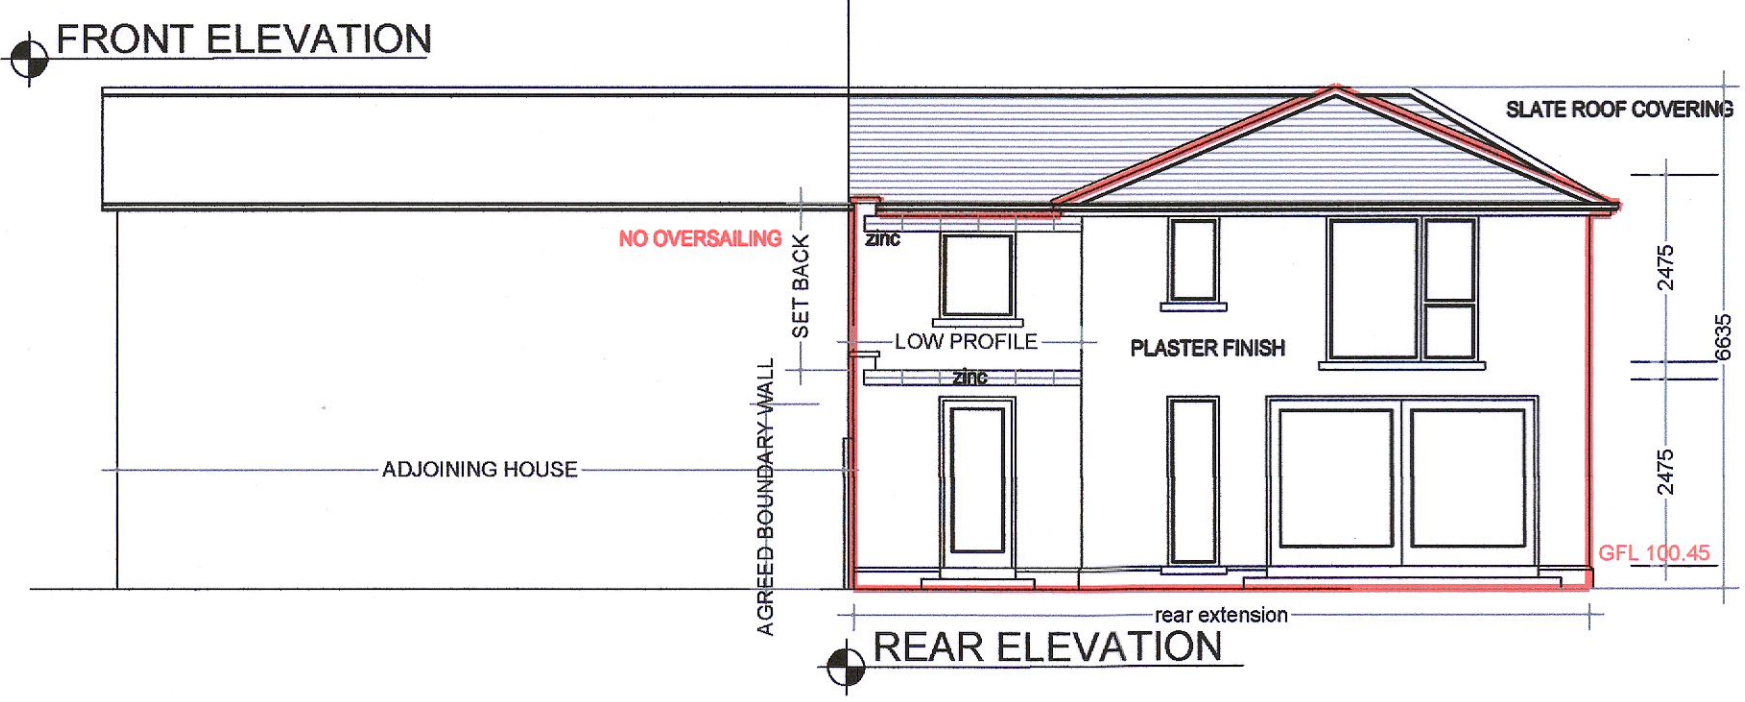 FRONT ELEVATION
SLATE ROOF COVERING
NO OVERSAILING
zinc
SET BACK
LOW PROFILE
PLASTER FINISH
2475
6635
zinc
AGREED BOUNDARY WALL
ADJOINING HOUSE
2475
GFL 100.45
rear extension
REAR ELEVATION